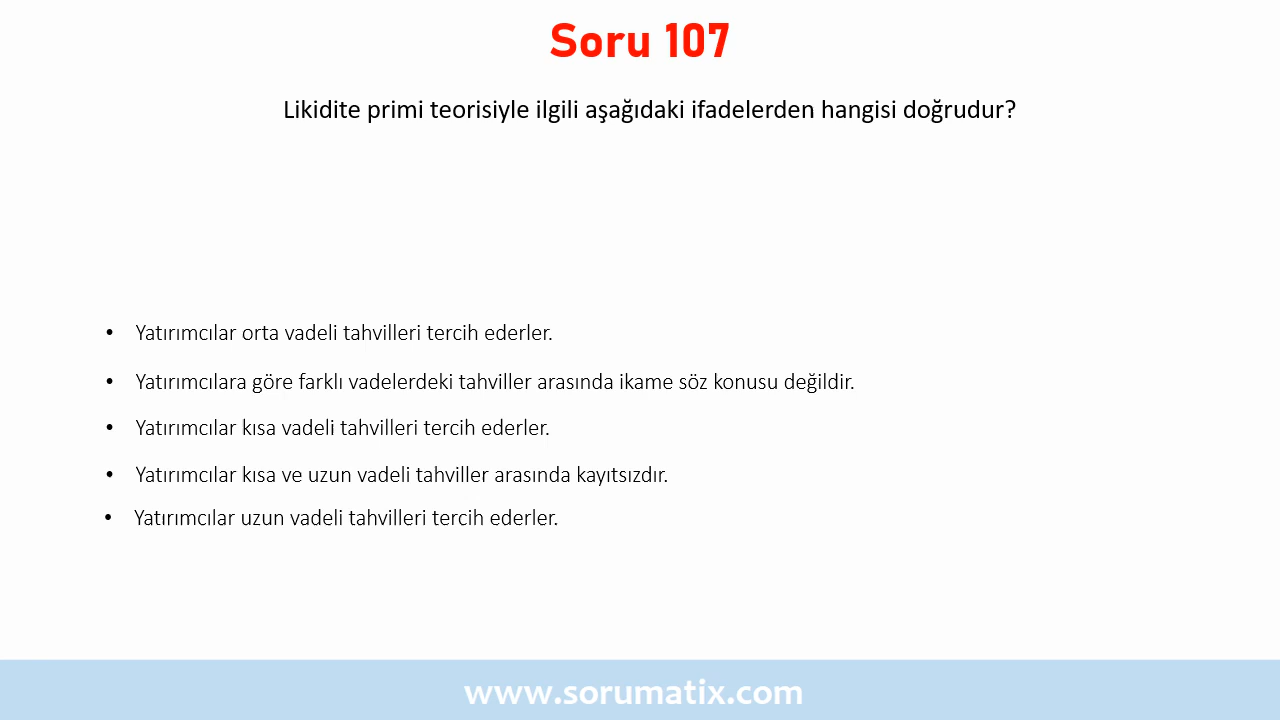 Soru 107
Likidite primi teorisiyle ilgili aşağıdaki ifadelerden hangisi doğrudur?
• Yatırımcılar orta vadeli tahvilleri tercih ederler.
• Yatırımcılara göre farklı vadelerdeki tahviller arasında ikame söz konusu değildir.
• Yatırımcılar kısa vadeli tahvilleri tercih ederler.
• Yatırımcılar kısa ve uzun vadeli tahviller arasında kayıtsızdır.
• Yatırımcılar uzun vadeli tahvilleri tercih ederler.
www.sorumatix.com